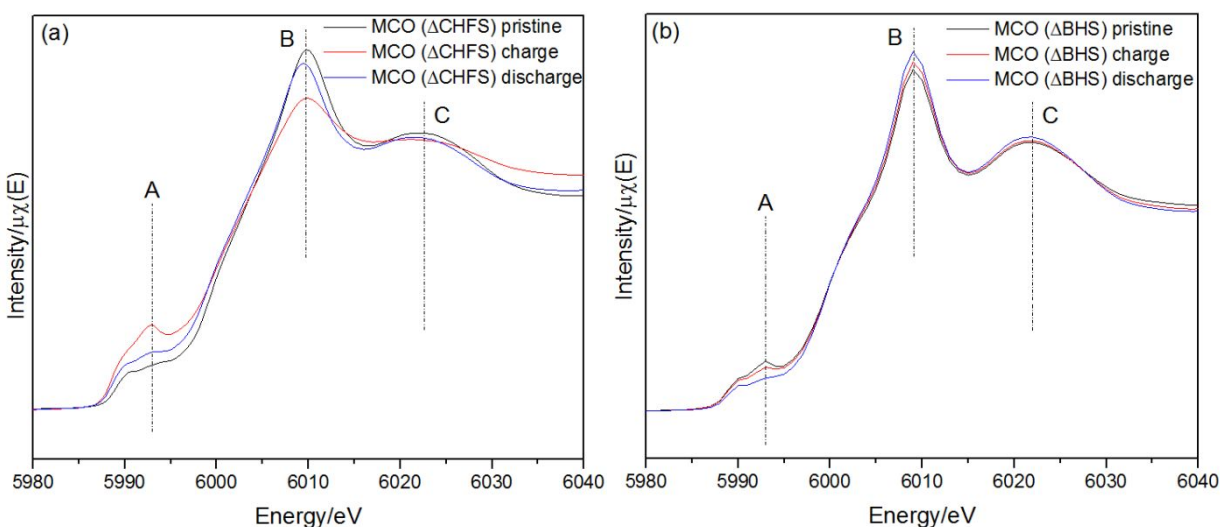 (a)
MCO (ΔCHFS) pristine
MCO (ΔCHFS) charge
MCO (ΔCHFS) discharge
A
B
C
Intensity/μχ(E)
5980 5990 6000 6010 6020 6030 6040
Energy/eV
(b)
MCO (ΔBHS) pristine
MCO (ΔBHS) charge
MCO (ΔBHS) discharge
A
B
C
Intensity/μχ(E)
5980 5990 6000 6010 6020 6030 6040
Energy/eV